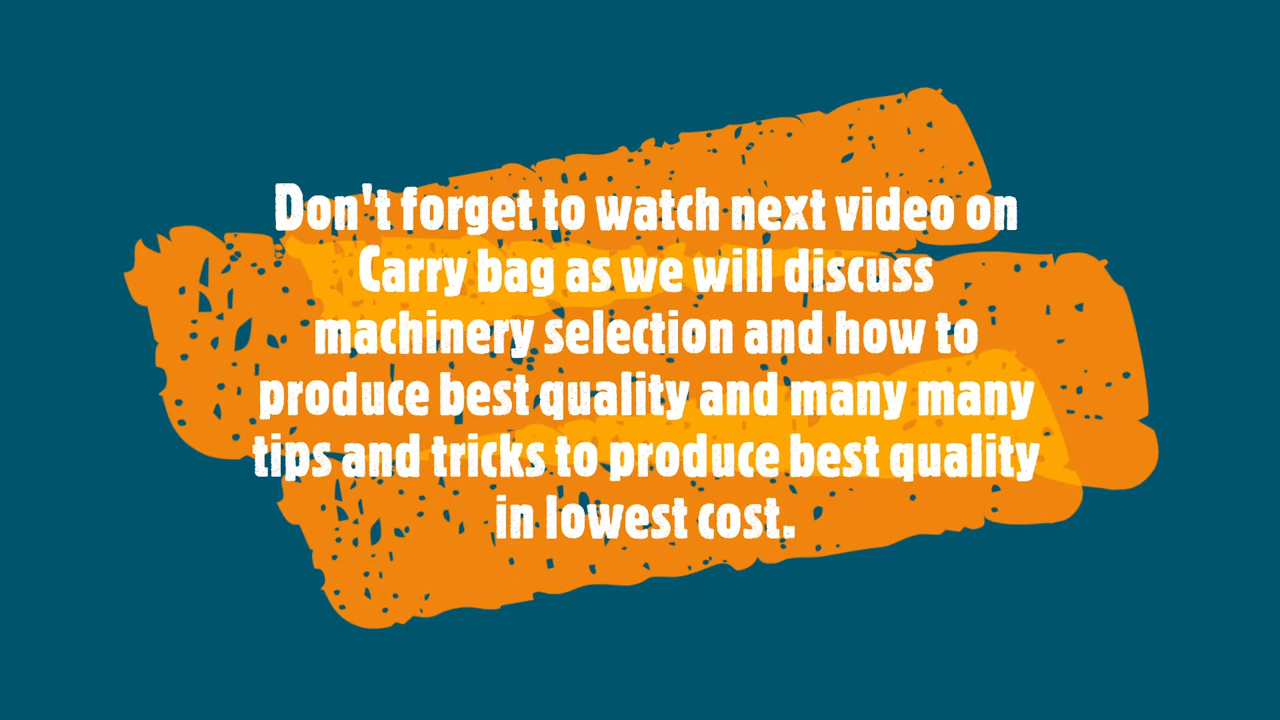 Don't forget to watch next video on
Carry bag as we will discuss
machinery selection and how to
produce best quality and many many
tips and tricks to produce best quality
in lowest cost.